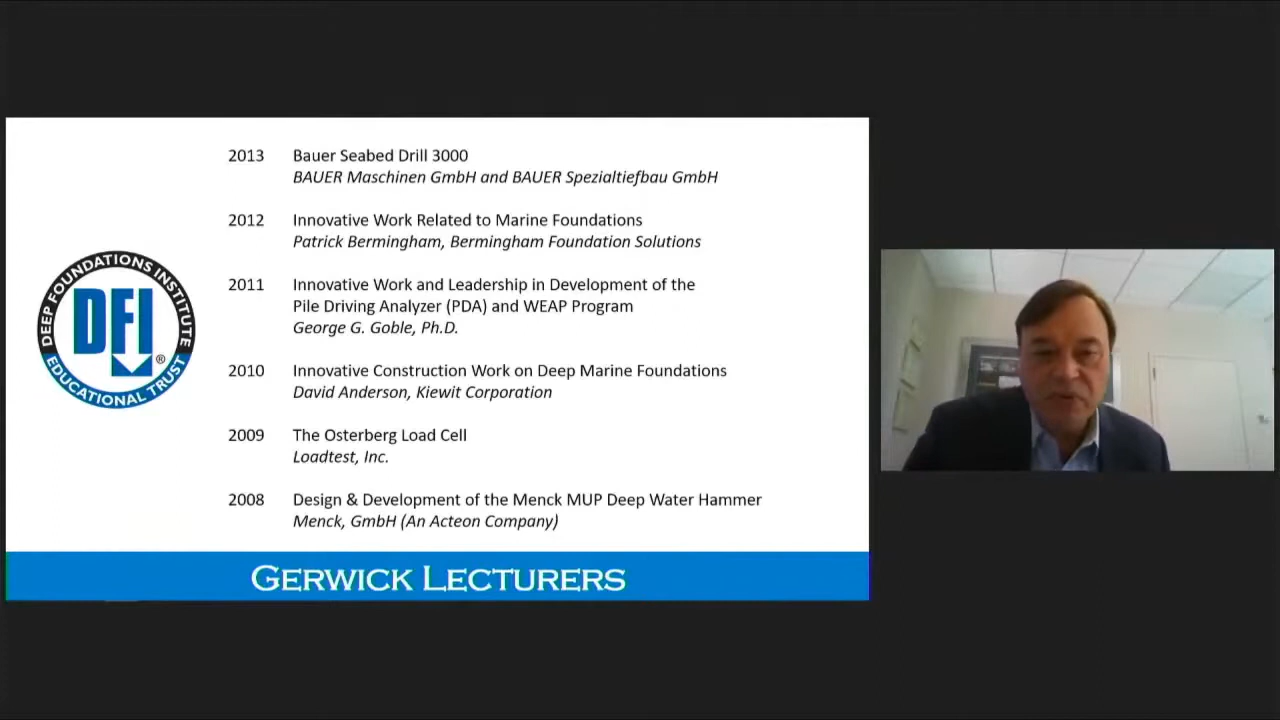 DEEP FOUNDATIONS INSTITUTE
DFI
®
EDUCATIONAL TRUST
2013 Bauer Seabed Drill 3000
BAUER Maschinen GmbH and BAUER Spezialtiefbau GmbH
2012 Innovative Work Related to Marine Foundations
Patrick Bermingham, Bermingham Foundation Solutions
2011 Innovative Work and Leadership in Development of the
Pile Driving Analyzer (PDA) and WEAP Program
George G. Goble, Ph.D.
2010 Innovative Construction Work on Deep Marine Foundations
David Anderson, Kiewit Corporation
2009 The Osterberg Load Cell
Loadtest, Inc.
2008 Design & Development of the Menck MUP Deep Water Hammer
Menck, GmbH (An Acteon Company)
GERWICK LECTURERS